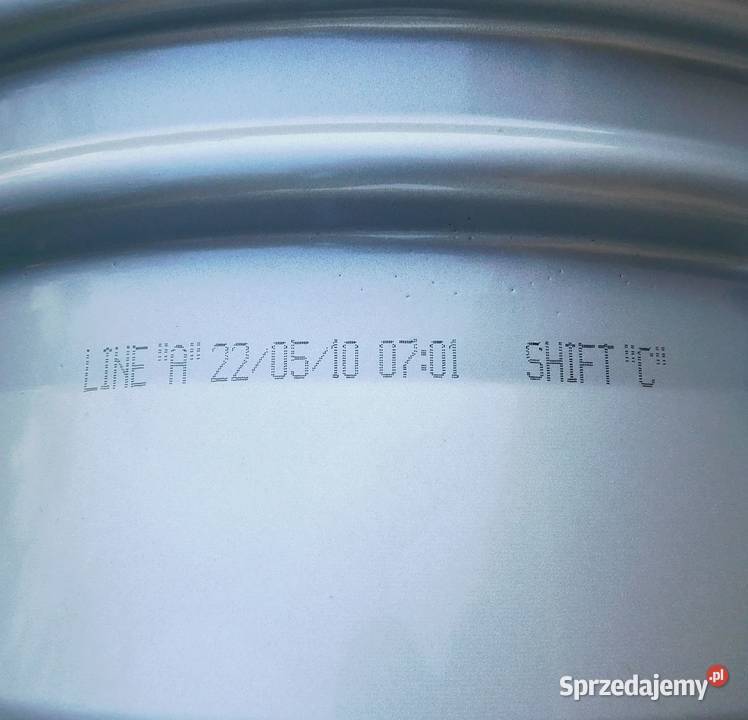 LINE "A" 22/05/10 07:01 SHIFT "C"
Sprzedajemy.pl